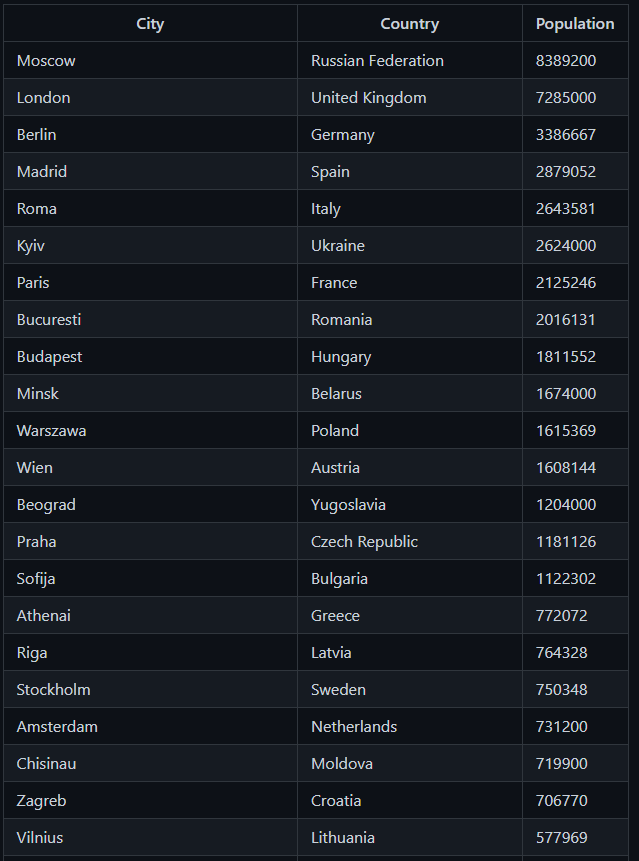 City Country Population
Moscow Russian Federation 8389200
London United Kingdom 7285000
Berlin Germany 3386667
Madrid Spain 2879052
Roma Italy 2643581
Kyiv Ukraine 2624000
Paris France 2125246
Bucuresti Romania 2016131
Budapest Hungary 1811552
Minsk Belarus 1674000
Warszawa Poland 1615369
Wien Austria 1608144
Beograd Yugoslavia 1204000
Praha Czech Republic 1181126
Sofija Bulgaria 1122302
Athenai Greece 772072
Riga Latvia 764328
Stockholm Sweden 750348
Amsterdam Netherlands 731200
Chisinau Moldova 719900
Zagreb Croatia 706770
Vilnius Lithuania 577969